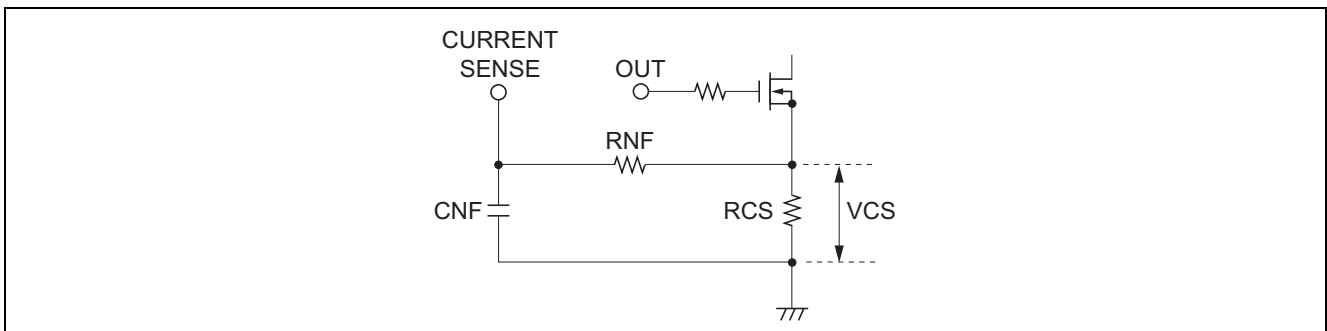 CURRENT
SENSE
OUT
RNF
CNF
RCS
VCS